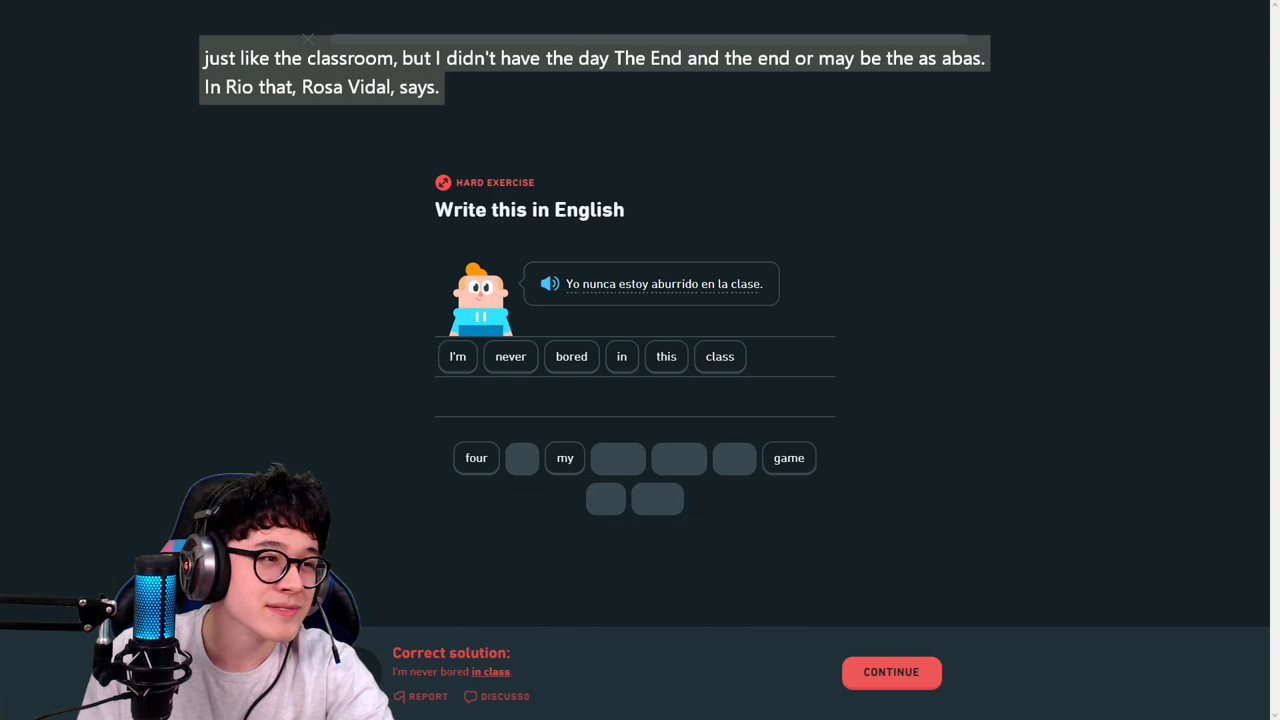 just like the classroom, but I didn't have the day The End and the end or may be the as abas.
In Rio that, Rosa Vidal, says.
HARD EXERCISE
Write this in English
Yo nunca estoy aburrido en la clase.
I'm never bored in this class
four my game
Correct solution:
I'm never bored in class.
REPORT DISCUSS0
CONTINUE